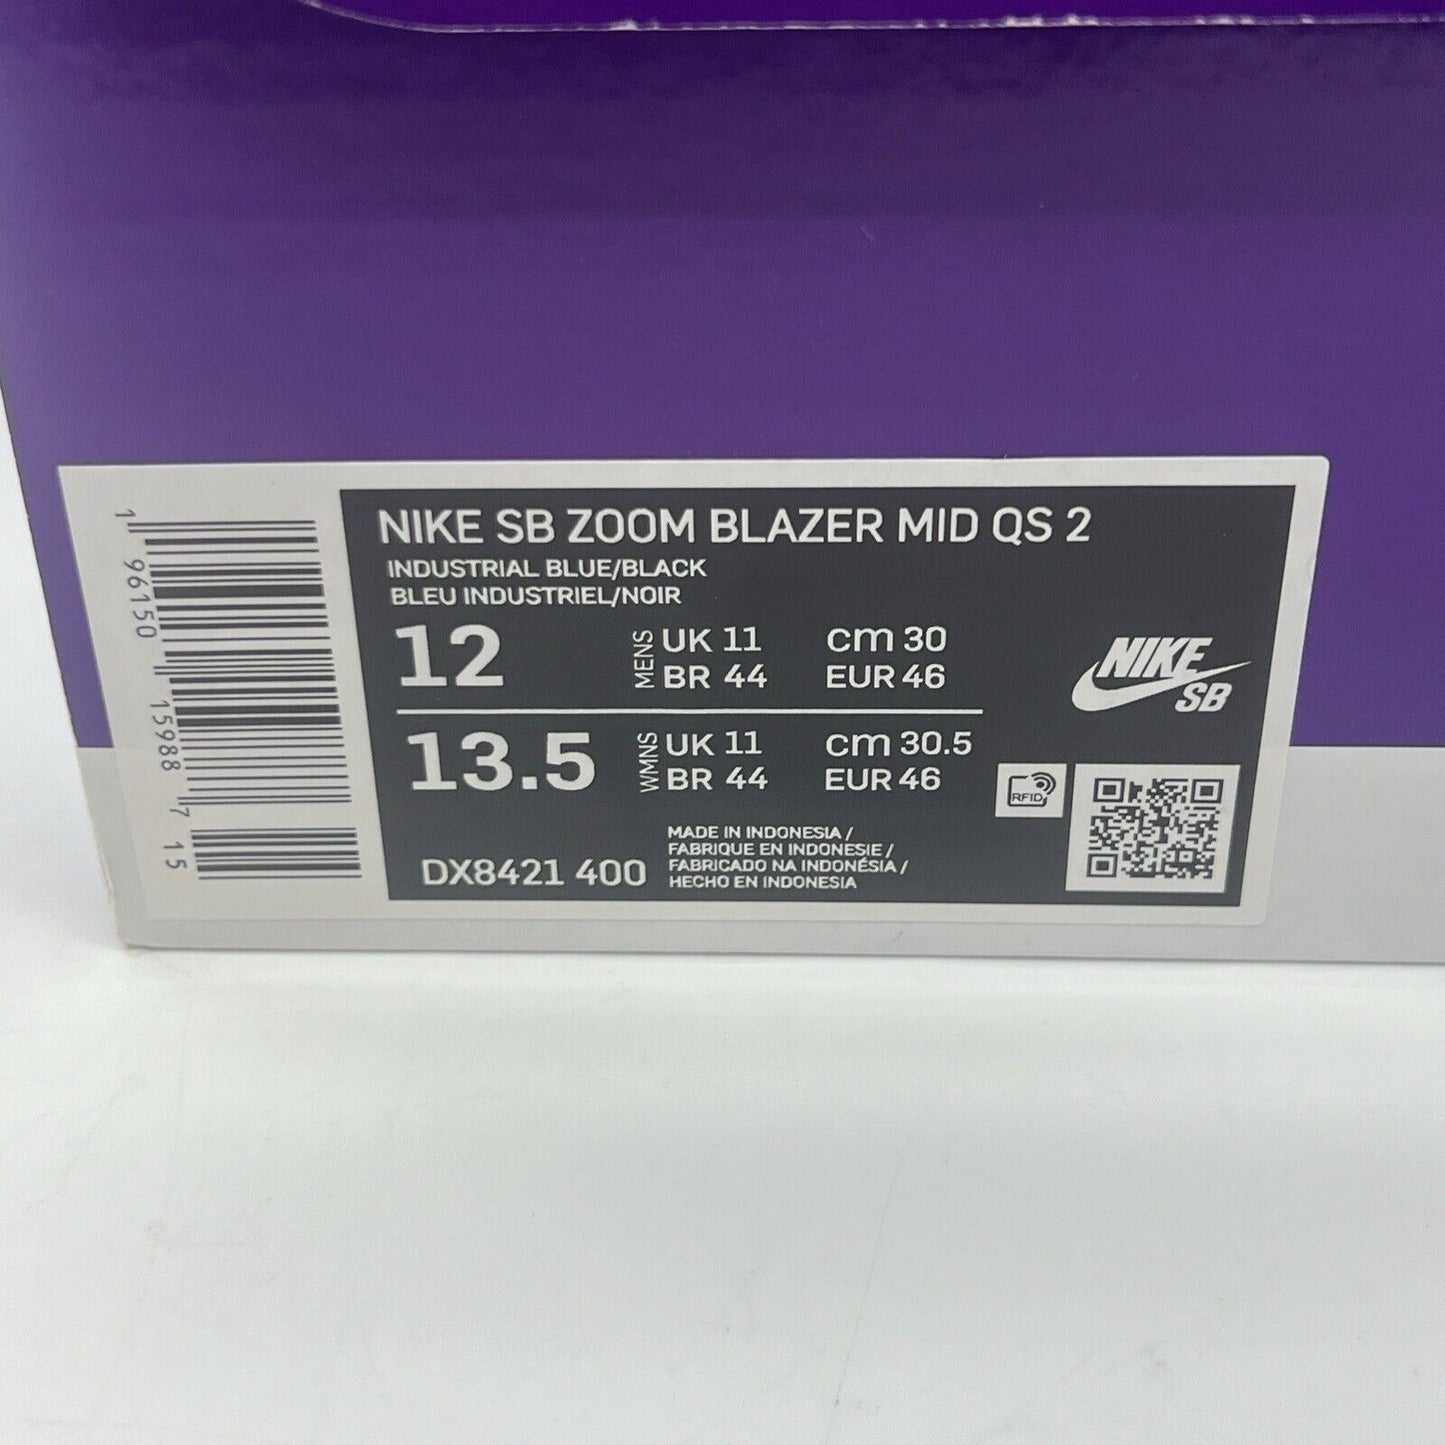 NIKE SB ZOOM BLAZER MID QS 2
INDUSTRIAL BLUE/BLACK
BLEU INDUSTRIEL/NOIR
12 MENS UK 11 cm 30
BR 44 EUR 46
13.5 WMNS UK 11 cm 30.5
BR 44 EUR 46
NIKE
SB
RFID
DX8421 400
MADE IN INDONESIA /
FABRIQUE EN INDONESIE /
FABRICADO NA INDONÉSIA /
HECHO EN INDONESIA
1 96150 15988 7 15